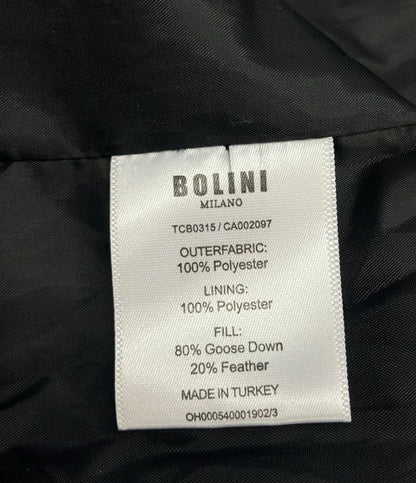 BOLINI
MILANO
TCB0315 / CA002097
OUTERFABRIC:
100% Polyester
LINING:
100% Polyester
FILL:
80% Goose Down
20% Feather
MADE IN TURKEY
OH000540001902/3